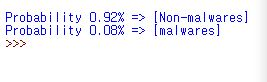 Probability 0.92% => [Non-malwares]
Probability 0.08% => [malwares]
>>>